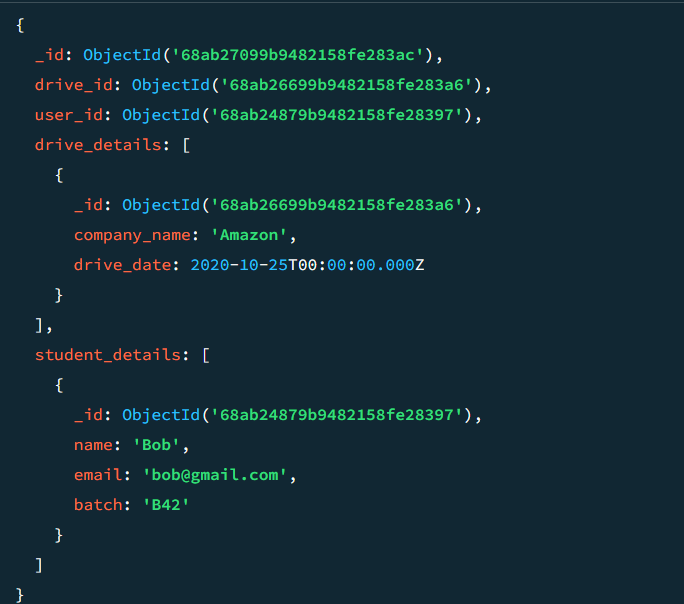 {
  _id: ObjectId('68ab27099b9482158fe283ac'),
  drive_id: ObjectId('68ab26699b9482158fe283a6'),
  user_id: ObjectId('68ab24879b9482158fe28397'),
  drive_details: [
    {
      _id: ObjectId('68ab26699b9482158fe283a6'),
      company_name: 'Amazon',
      drive_date: 2020-10-25T00:00:00.000Z
    }
  ],
  student_details: [
    {
      _id: ObjectId('68ab24879b9482158fe28397'),
      name: 'Bob',
      email: 'bob@gmail.com',
      batch: 'B42'
    }
  ]
}